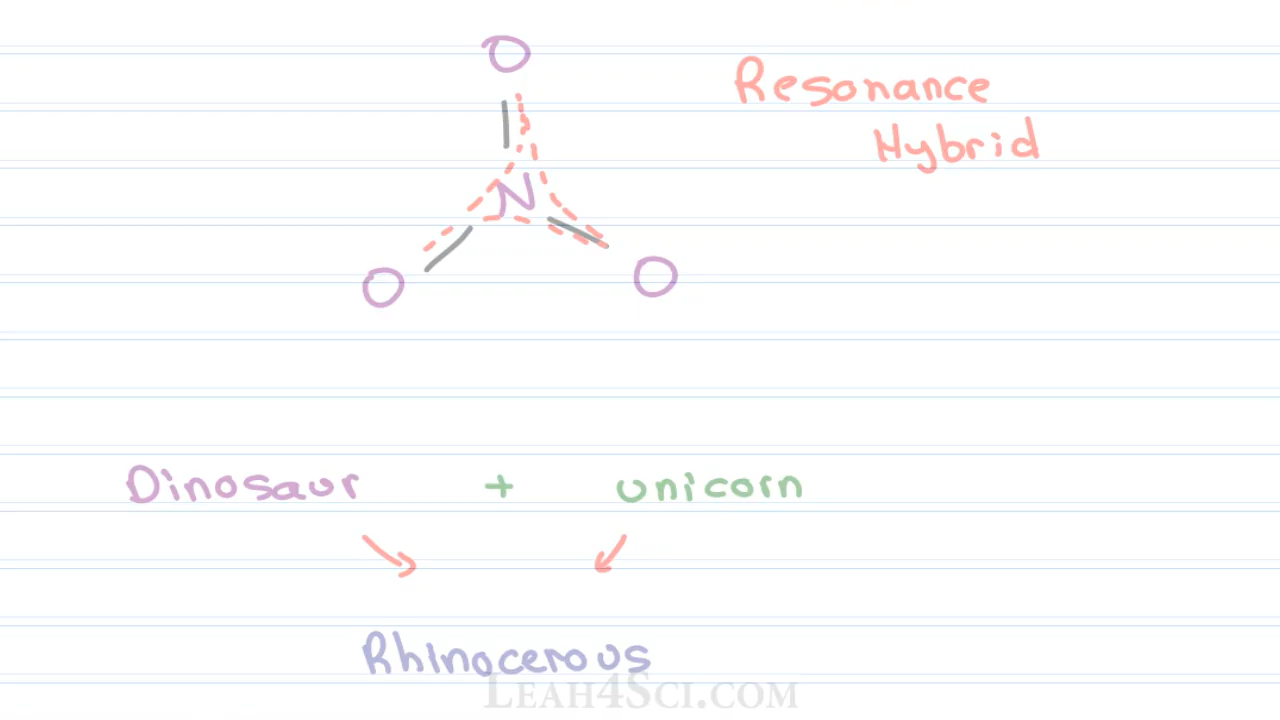 O
Resonance
Hybrid
N
O
O
Dinosaur + unicorn
Rhinocerous
LEAH4SCI.COM